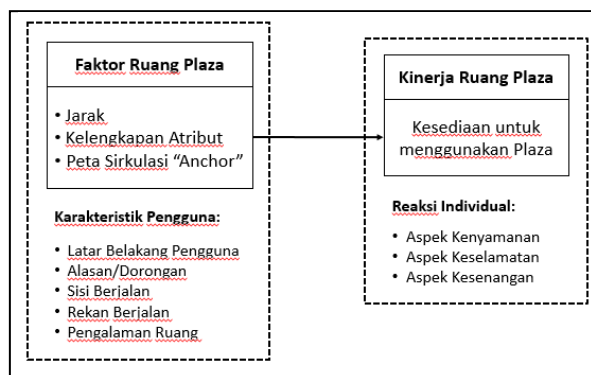 Faktor Ruang Plaza
• Jarak
• Kelengkapan Atribut
• Peta Sirkulasi “Anchor”
Karakteristik Pengguna:
• Latar Belakang Pengguna
• Alasan/Dorongan
• Sisi Berjalan
• Rekan Berjalan
• Pengalaman Ruang
Kinerja Ruang Plaza
Kesediaan untuk
menggunakan Plaza
Reaksi Individual:
• Aspek Kenyamanan
• Aspek Keselamatan
• Aspek Kesenangan